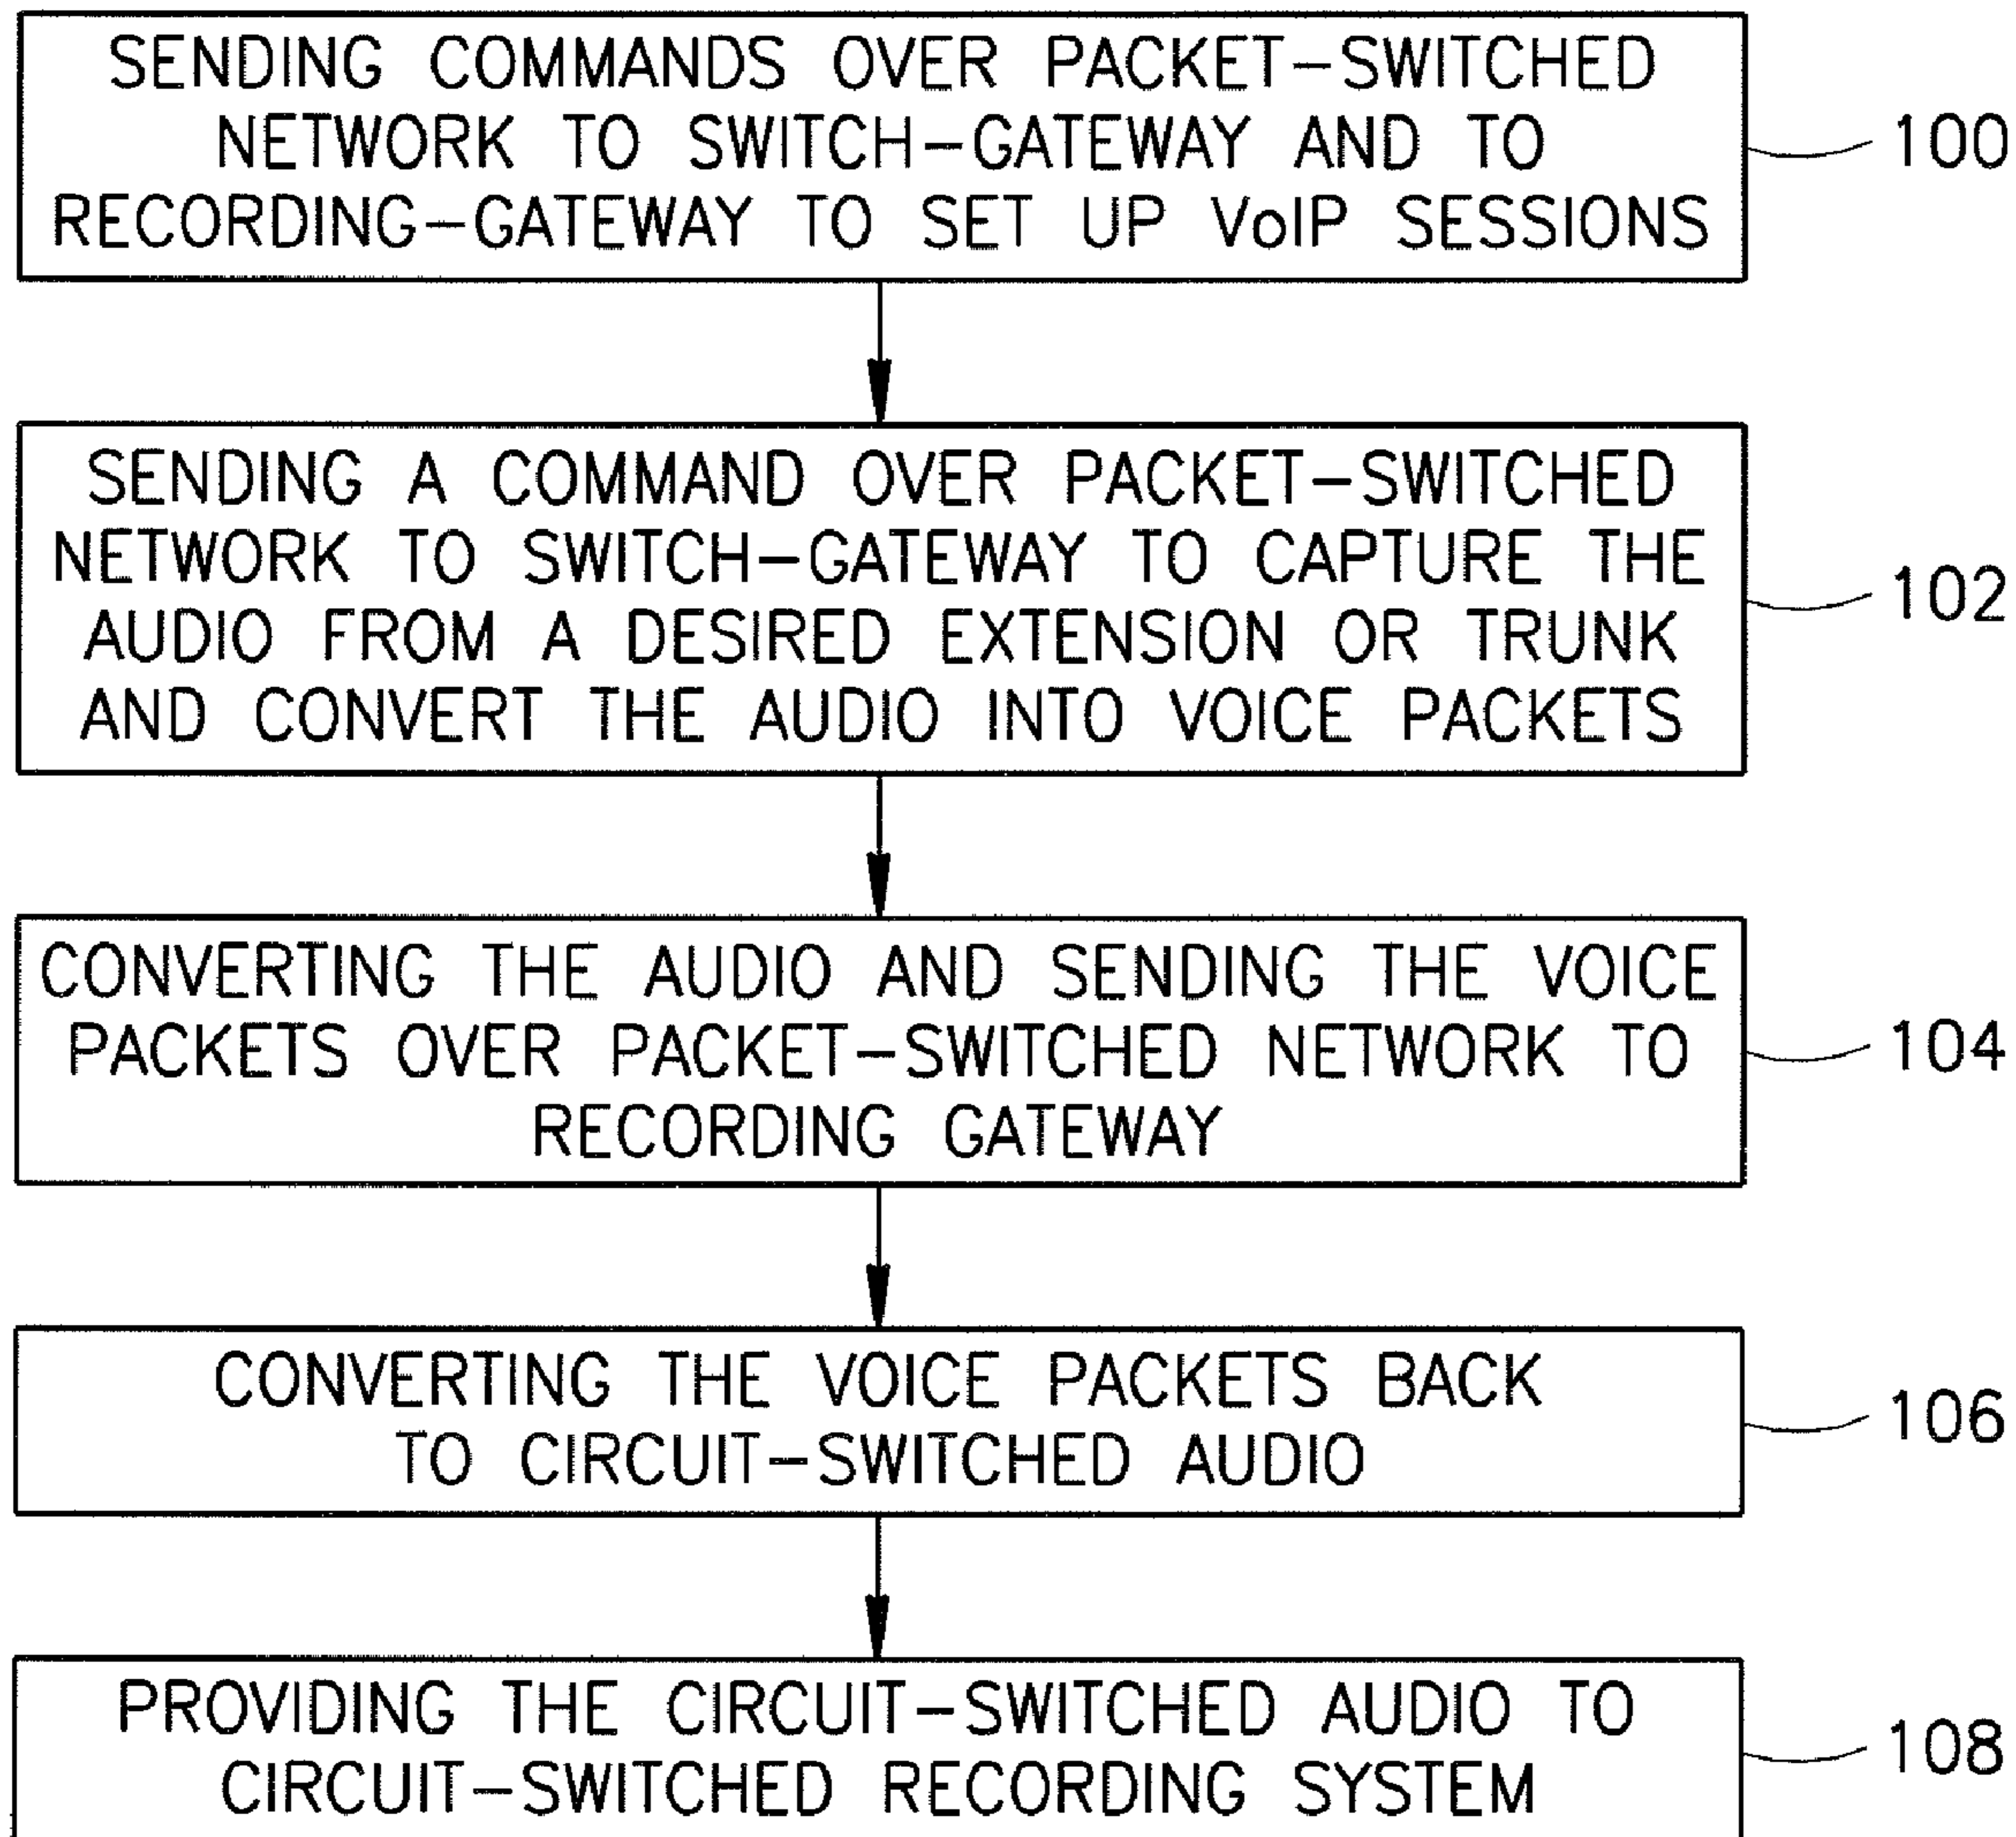 SENDING COMMANDS OVER PACKET-SWITCHED
NETWORK TO SWITCH-GATEWAY AND TO
RECORDING-GATEWAY TO SET UP VoIP SESSIONS
100
SENDING A COMMAND OVER PACKET-SWITCHED
NETWORK TO SWITCH-GATEWAY TO CAPTURE THE
AUDIO FROM A DESIRED EXTENSION OR TRUNK
AND CONVERT THE AUDIO INTO VOICE PACKETS
102
CONVERTING THE AUDIO AND SENDING THE VOICE
PACKETS OVER PACKET-SWITCHED NETWORK TO
RECORDING GATEWAY
104
CONVERTING THE VOICE PACKETS BACK
TO CIRCUIT-SWITCHED AUDIO
106
PROVIDING THE CIRCUIT-SWITCHED AUDIO TO
CIRCUIT-SWITCHED RECORDING SYSTEM
108